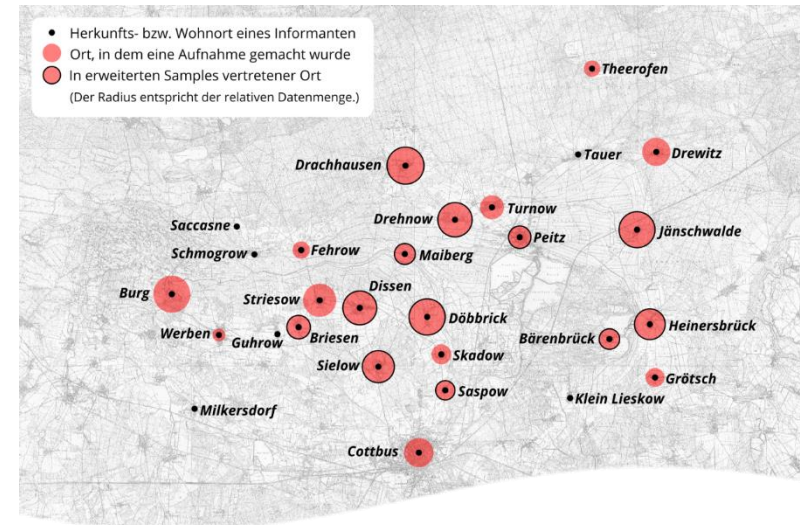 Herkunfts- bzw. Wohnort eines Informanten
Ort, in dem eine Aufnahme gemacht wurde
In erweiterten Samples vertretener Ort
(Der Radius entspricht der relativen Datenmenge.)
Theerofen
Tauer
Drewitz
Drachhausen
Turnow
Drehnow
Saccasne
Peitz
Jänschwalde
Schmogrow
Fehrow
Maiberg
Dissen
Burg
Striesow
Döbbrick
Heinersbrück
Werben
Guhrow
Briesen
Bärenbrück
Skadow
Sielow
Grötsch
Saspow
Klein Lieskow
Milkersdorf
Cottbus